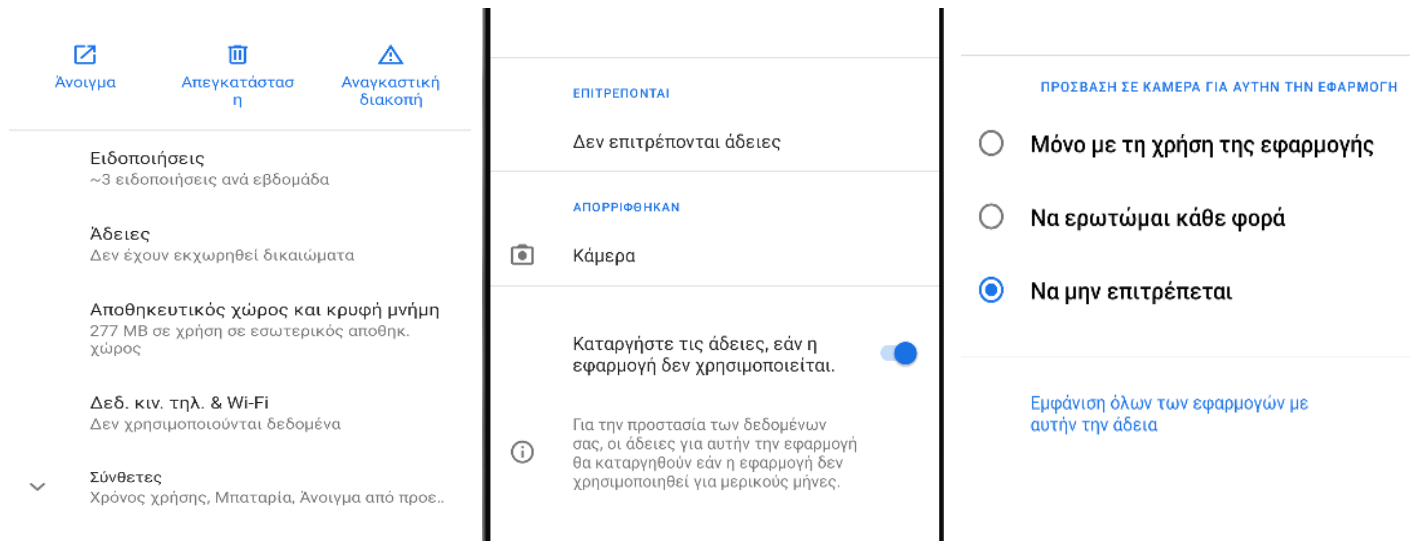 Άνοιγμα
Απεγκατάστασ
η
Αναγκαστική
διακοπή
Ειδοποιήσεις
~3 ειδοποιήσεις ανά εβδομάδα
Άδειες
Δεν έχουν εκχωρηθεί δικαιώματα
Αποθηκευτικός χώρος και κρυφή μνήμη
277 MB σε χρήση σε εσωτερικός αποθηκ.
χώρος
Δεδ. κιν. τηλ. & Wi-Fi
Δεν χρησιμοποιούνται δεδομένα
Σύνθετες
Χρόνος χρήσης, Μπαταρία, Άνοιγμα από προε..
ΕΠΙΤΡΕΠΟΝΤΑΙ
Δεν επιτρέπονται άδειες
ΑΠΟΡΡΙΦΘΗΚΑΝ
Κάμερα
Καταργήστε τις άδειες, εάν η
εφαρμογή δεν χρησιμοποιείται.
Για την προστασία των δεδομένων
σας, οι άδειες για αυτήν την εφαρμογή
θα καταργηθούν εάν η εφαρμογή δεν
χρησιμοποιηθεί για μερικούς μήνες.
ΠΡΟΣΒΑΣΗ ΣΕ ΚΑΜΕΡΑ ΓΙΑ ΑΥΤΗΝ ΤΗΝ ΕΦΑΡΜΟΓΗ
Μόνο με τη χρήση της εφαρμογής
Να ερωτώμαι κάθε φορά
Να μην επιτρέπεται
Εμφάνιση όλων των εφαρμογών με
αυτήν την άδεια